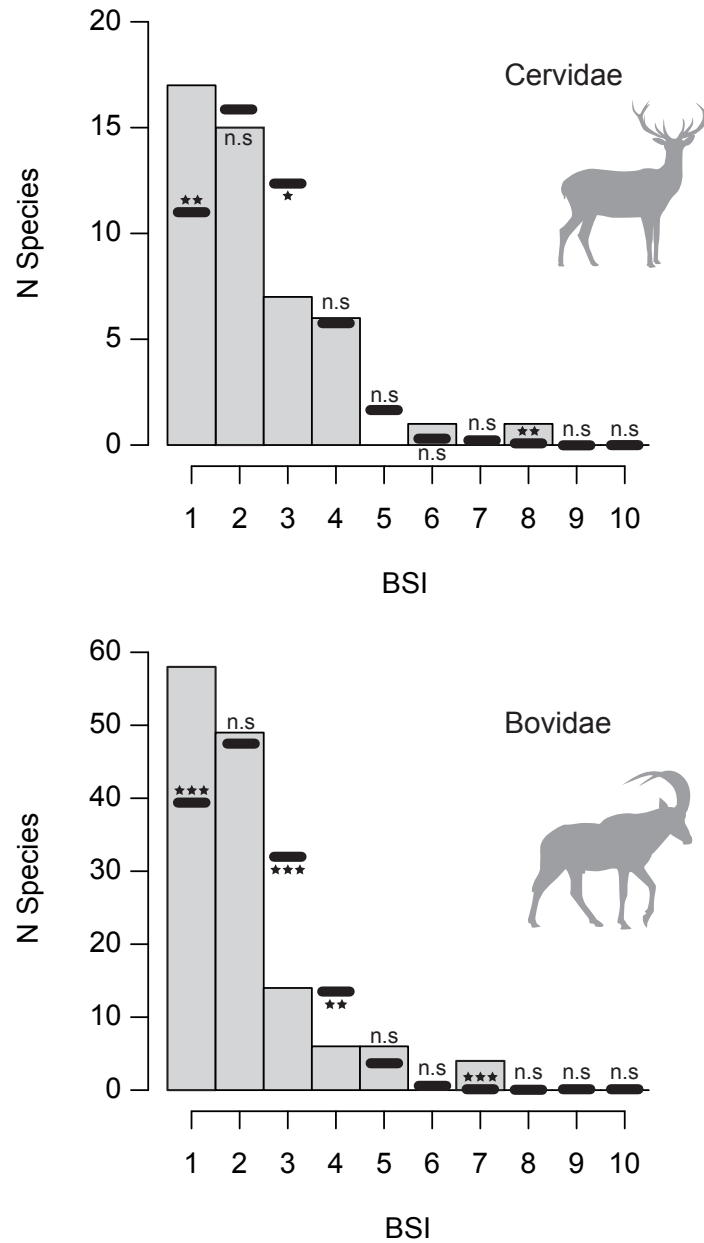 20
Cervidae
15
n.s
★★
★
10
N Species
n.s
5
n.s
n.s
★★
n.s
n.s
0
n.s
1 2 3 4 5 6 7 8 9 10
BSI
60
n.s
Bovidae
50
★★★
40
N Species
30
★★★
20
★★
10
n.s
n.s
★★★
n.s
n.s
n.s
0
1 2 3 4 5 6 7 8 9 10
BSI